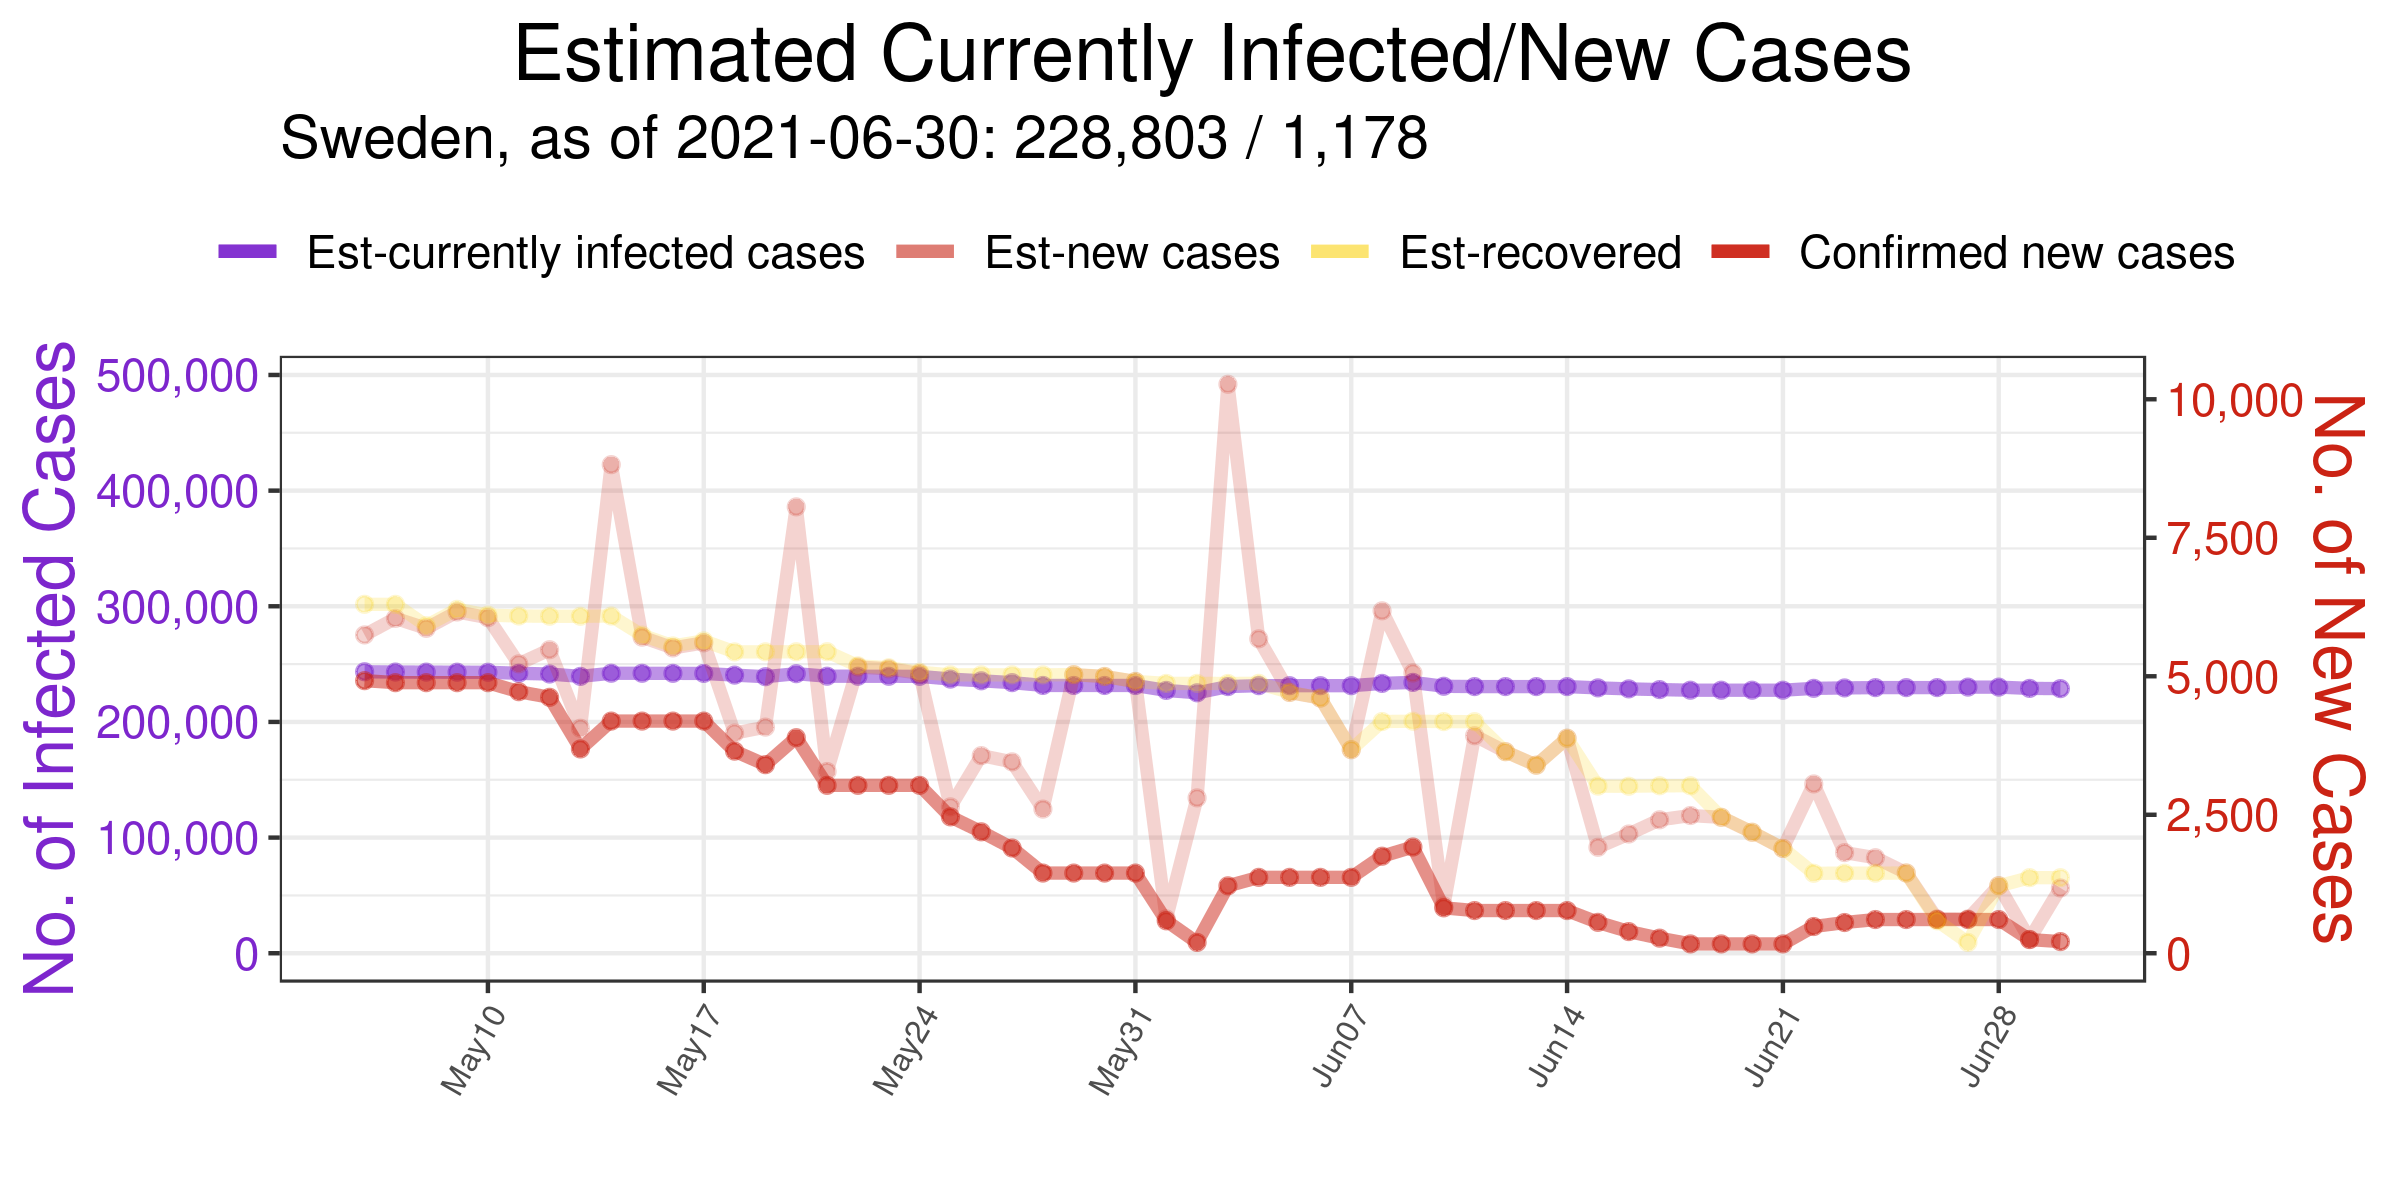 Estimated Currently Infected/New Cases
Sweden, as of 2021-06-30: 228,803 / 1,178
Est-currently infected cases
Est-new cases
Est-recovered
Confirmed new cases
No. of Infected Cases
500,000
400,000
300,000
200,000
100,000
0
10,000
7,500
5,000
2,500
0
No. of New Cases
May10
May17
May24
May31
Jun07
Jun14
Jun21
Jun28